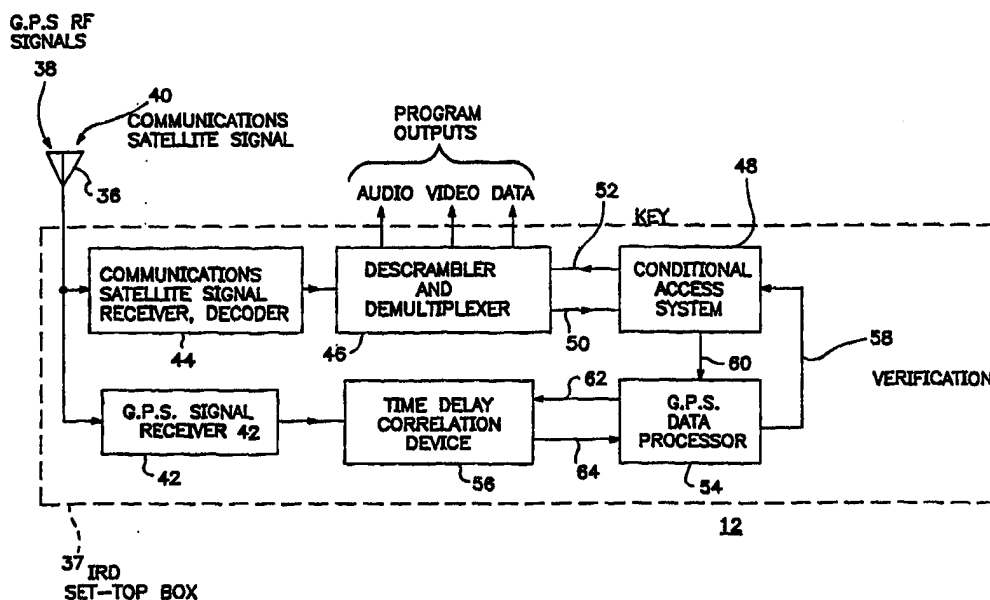 G.P.S RF
SIGNALS
38
40
COMMUNICATIONS
SATELLITE SIGNAL
36
PROGRAM
OUTPUTS
AUDIO VIDEO DATA
52
KEY
48
COMMUNICATIONS
SATELLITE SIGNAL
RECEIVER, DECODER
44
DESCRAMBLER
AND
DEMULTIPLEXER
46
50
CONDITIONAL
ACCESS
SYSTEM
60
58
VERIFICATION
G.P.S. SIGNAL
RECEIVER 42
42
TIME DELAY
CORRELATION
DEVICE
56
62
64
G.P.S.
DATA
PROCESSOR
54
12
37
IRD
SET-TOP BOX